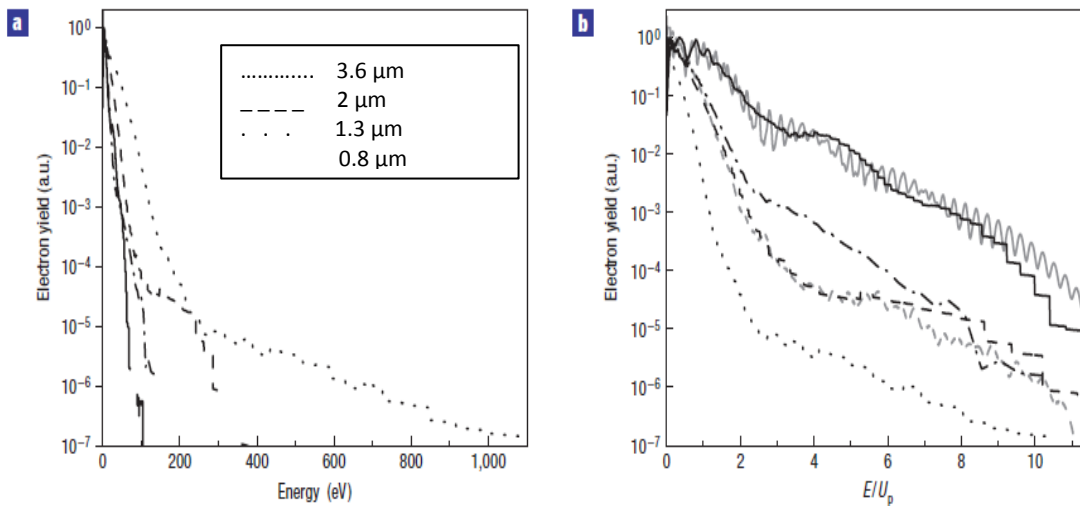 a
10⁰
10⁻¹
10⁻²
10⁻³
10⁻⁴
10⁻⁵
10⁻⁶
10⁻⁷
Electron yield (a.u.)
0 200 400 600 800 1,000
Energy (eV)
............ 3.6 µm
_ _ _ _ 2 µm
. . . 1.3 µm
0.8 µm
b
10⁰
10⁻¹
10⁻²
10⁻³
10⁻⁴
10⁻⁵
10⁻⁶
10⁻⁷
Electron yield (a.u.)
0 2 4 6 8 10
E/Uₚ